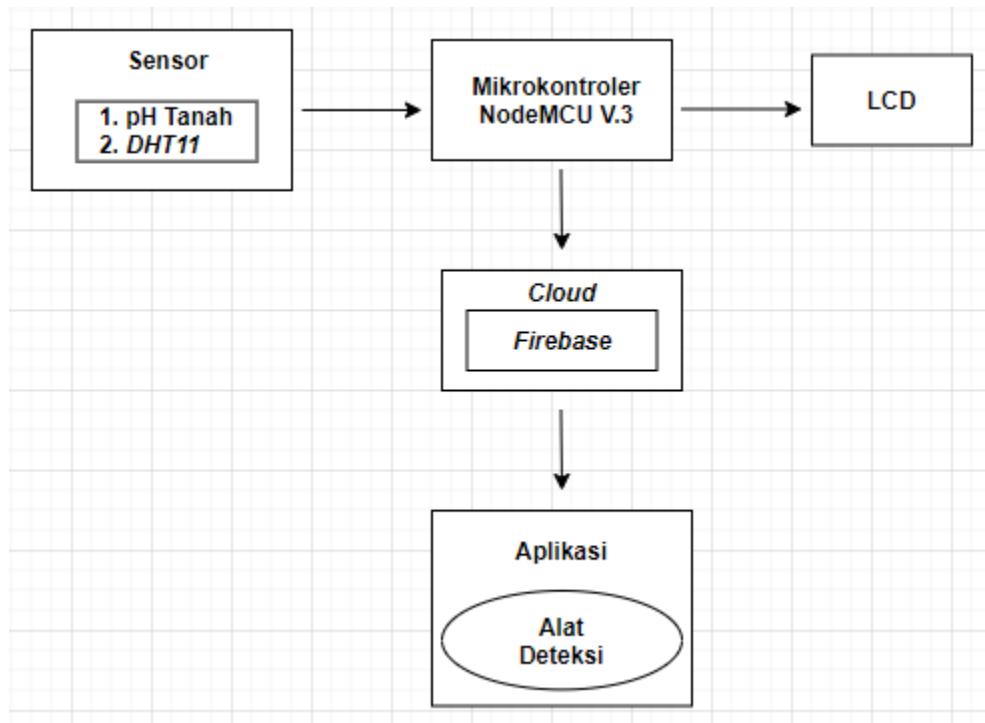 Sensor
1. pH Tanah
2. DHT11
Mikrokontroler
NodeMCU V.3
LCD
Cloud
Firebase
Aplikasi
Alat
Deteksi